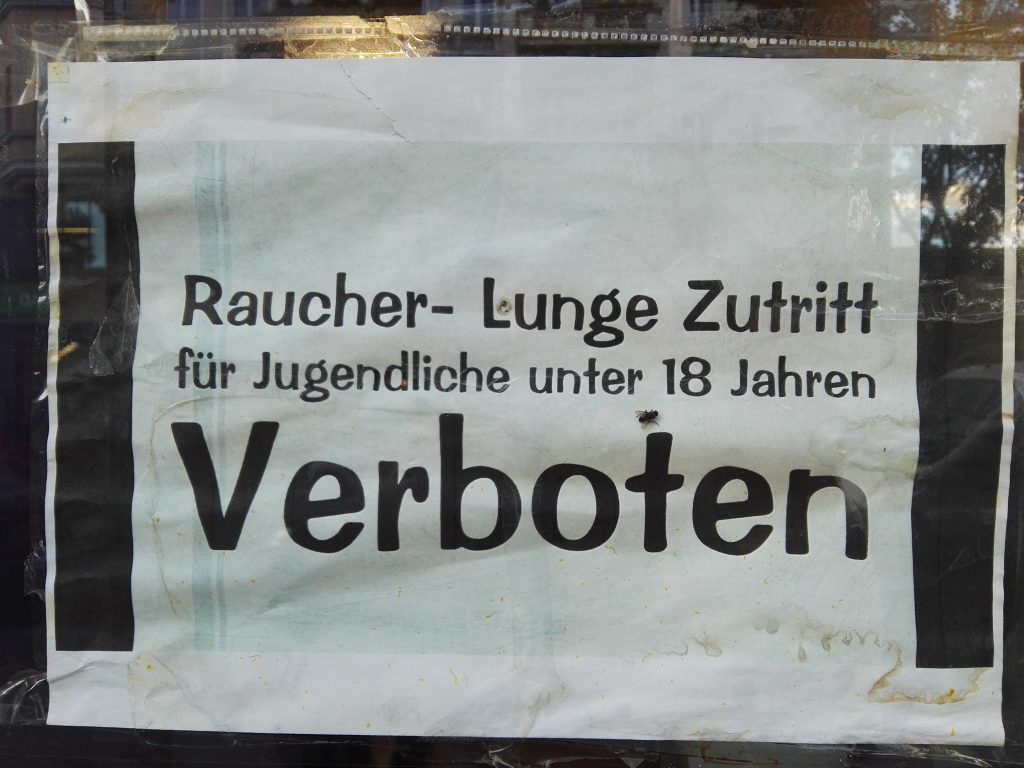 Raucher- Lunge Zutritt
für Jugendliche unter 18 Jahren
Verboten